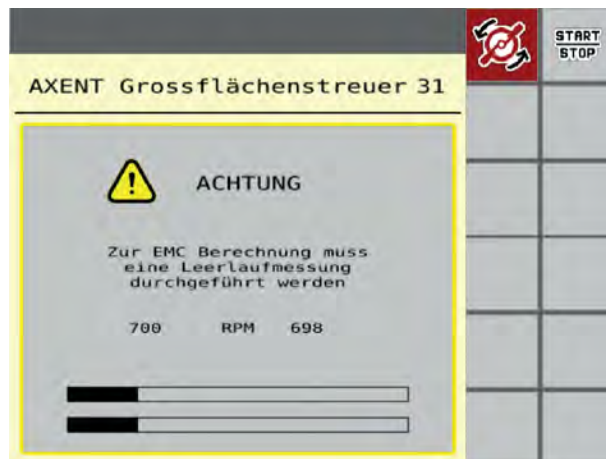 START
STOP
AXENT Grossflächenstreuer 31
ACHTUNG
Zur EMC Berechnung muss
eine Leerlaufmessung
durchgeführt werden
700 RPM 698